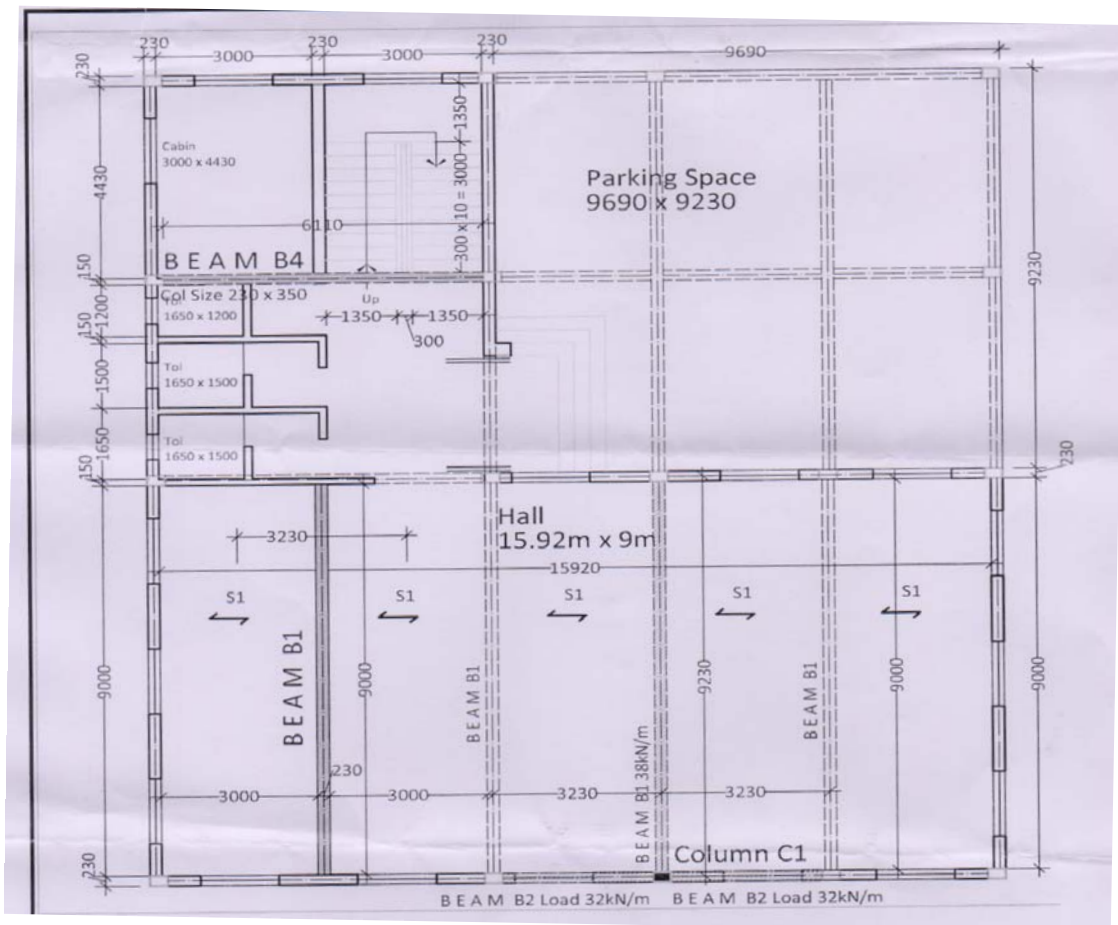 230
230
230
3000
3000
9690
230
4430
150
1200
150
1500
1650
150
9000
230
Cabin
3000 x 4430
1350
300 x 10 = 3000
6110
Parking Space
9690 x 9230
9230
230
BEAM B4
Col Size 230 x 350
Toi
1650 x 1200
Up
1350
1350
300
Toi
1650 x 1500
Toi
1650 x 1500
Hall
15.92m x 9m
3230
15920
S1
S1
S1
S1
S1
BEAM B1
9000
BEAM B1
BEAM B1 38kN/m
9230
BEAM B1
9000
9000
230
3000
3000
3230
3230
Column C1
BEAM B2 Load 32kN/m
BEAM B2 Load 32kN/m